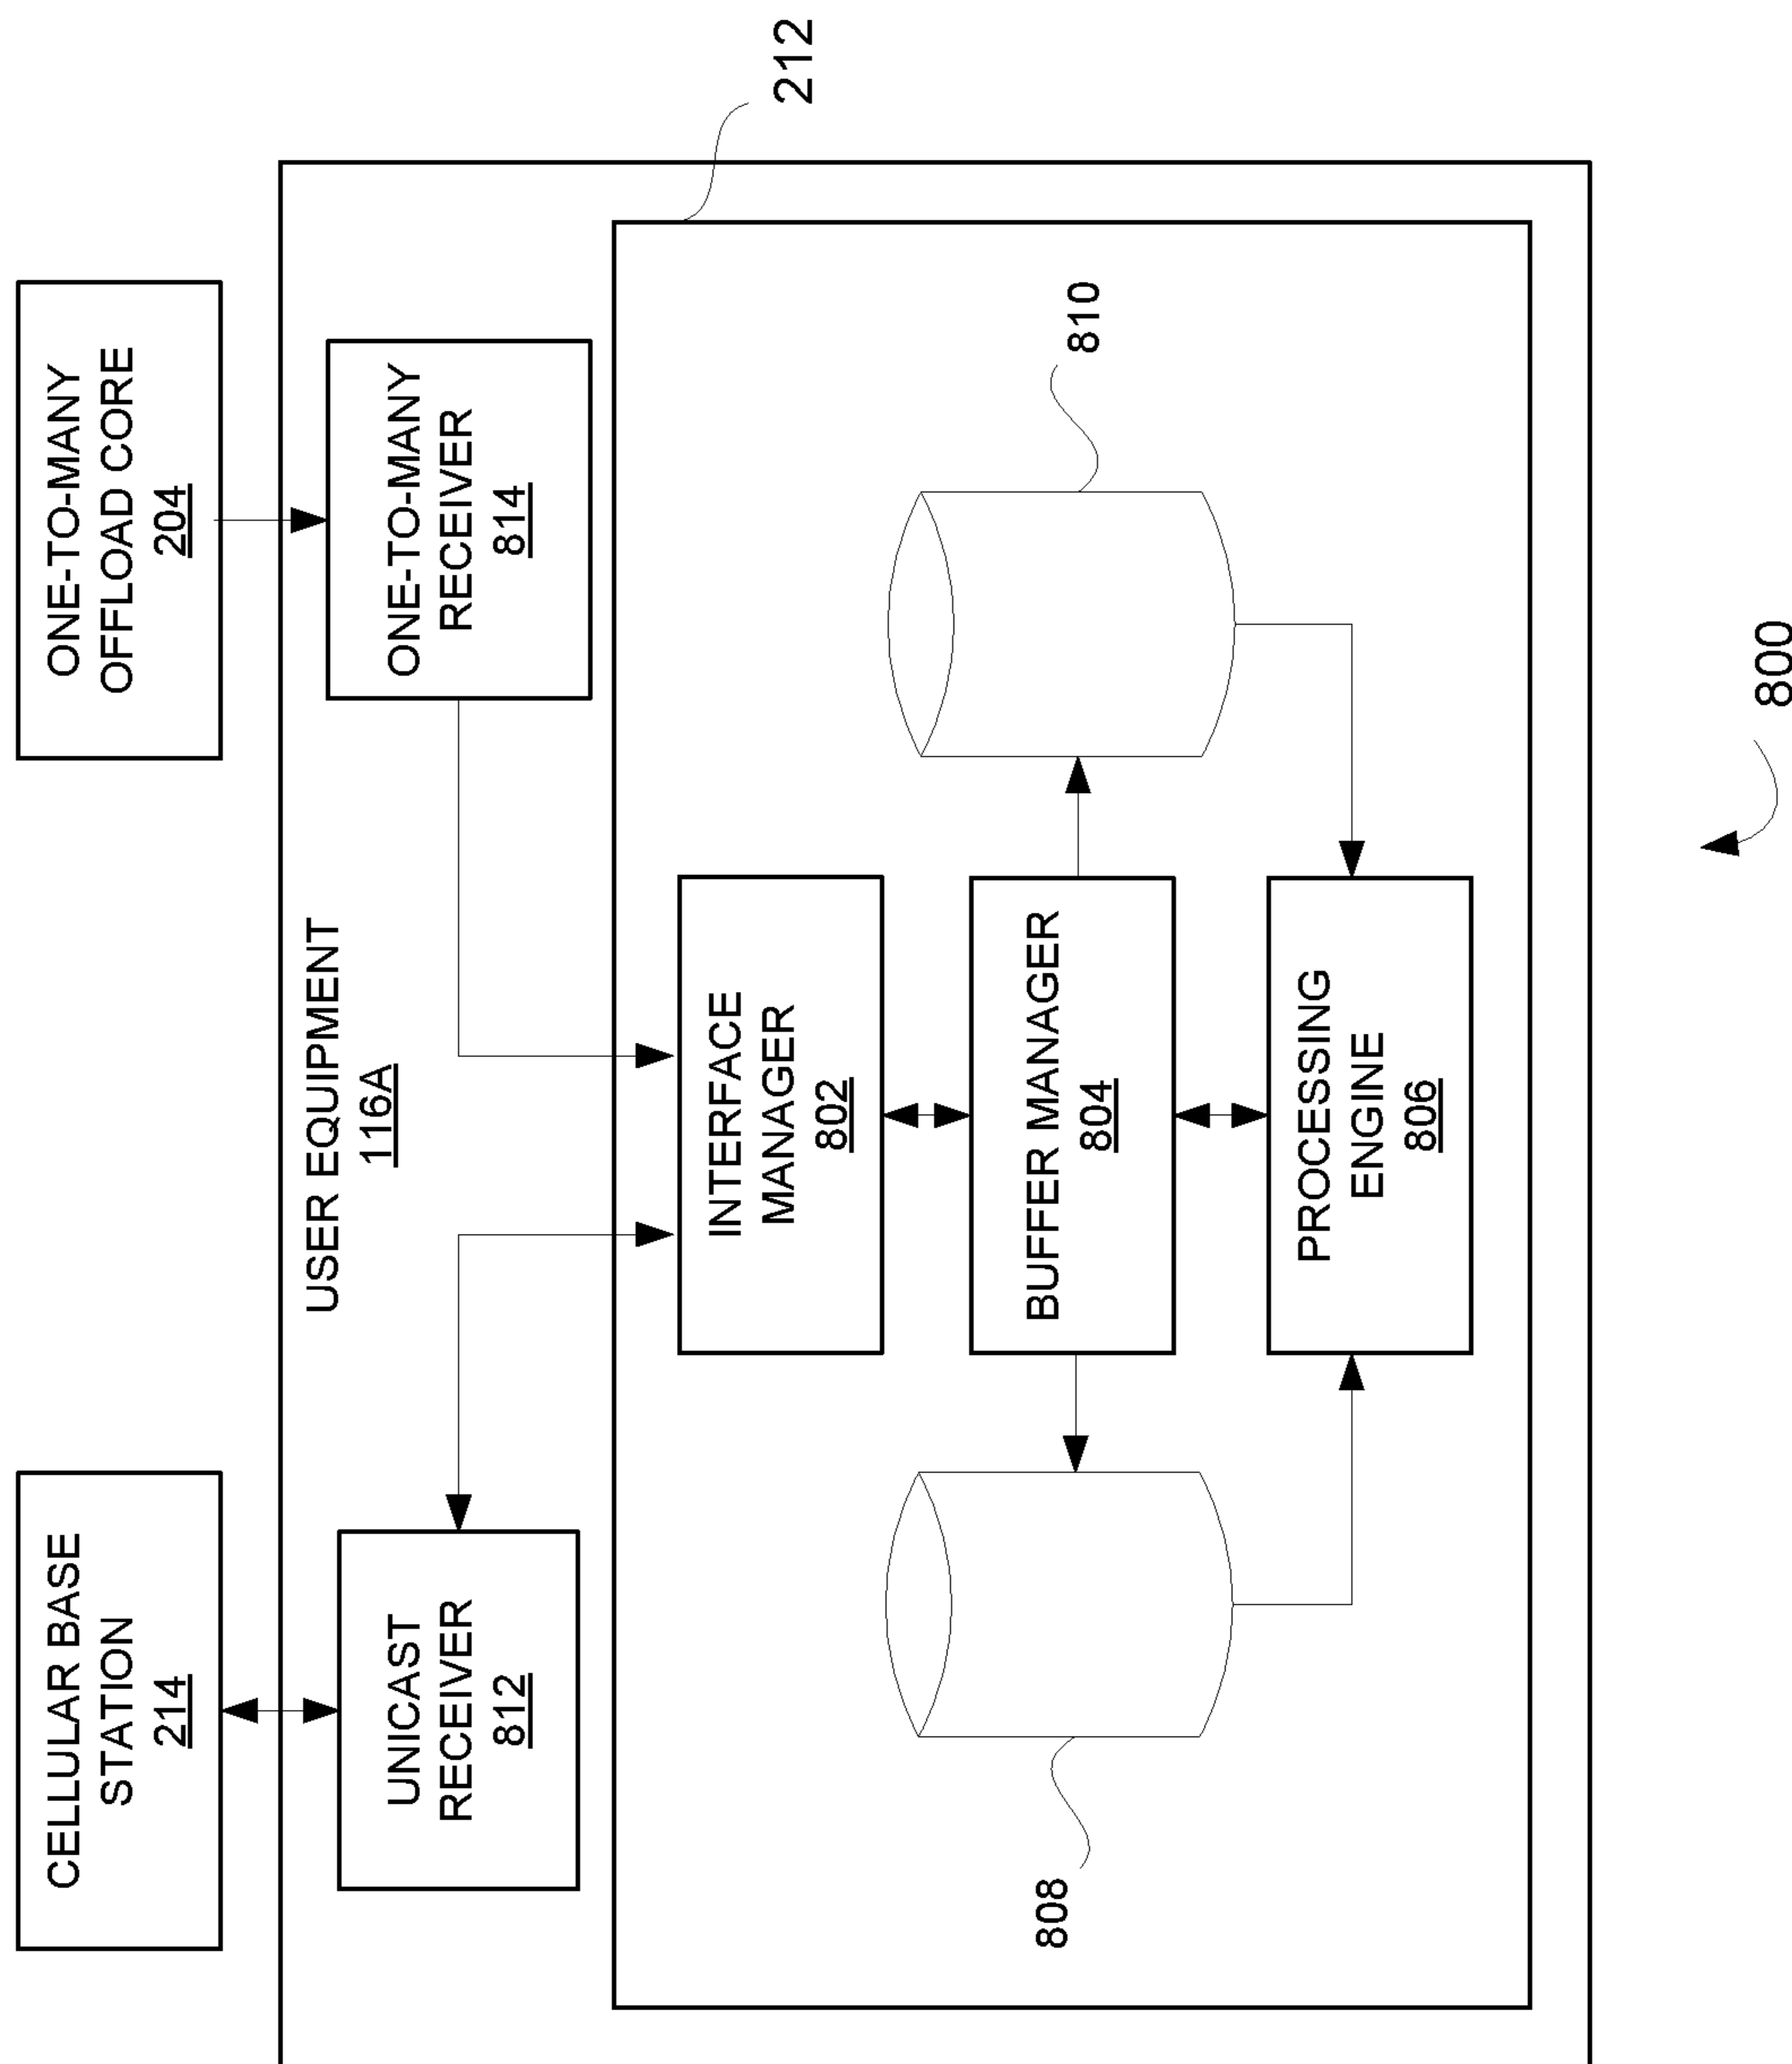 CELLULAR BASE
STATION
214
ONE-TO-MANY
OFFLOAD CORE
204
212
USER EQUIPMENT
116A
UNICAST
RECEIVER
812
ONE-TO-MANY
RECEIVER
814
INTERFACE
MANAGER
802
808
BUFFER MANAGER
804
810
PROCESSING
ENGINE
806
800